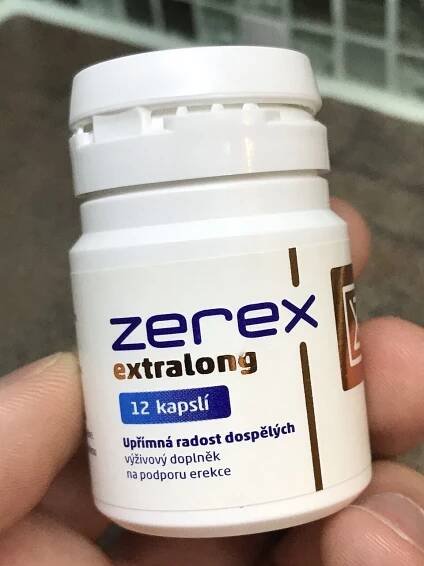 zerex
extralong
12 kapslí
Upřímná radost dospělých
výživový doplněk
na podporu erekce